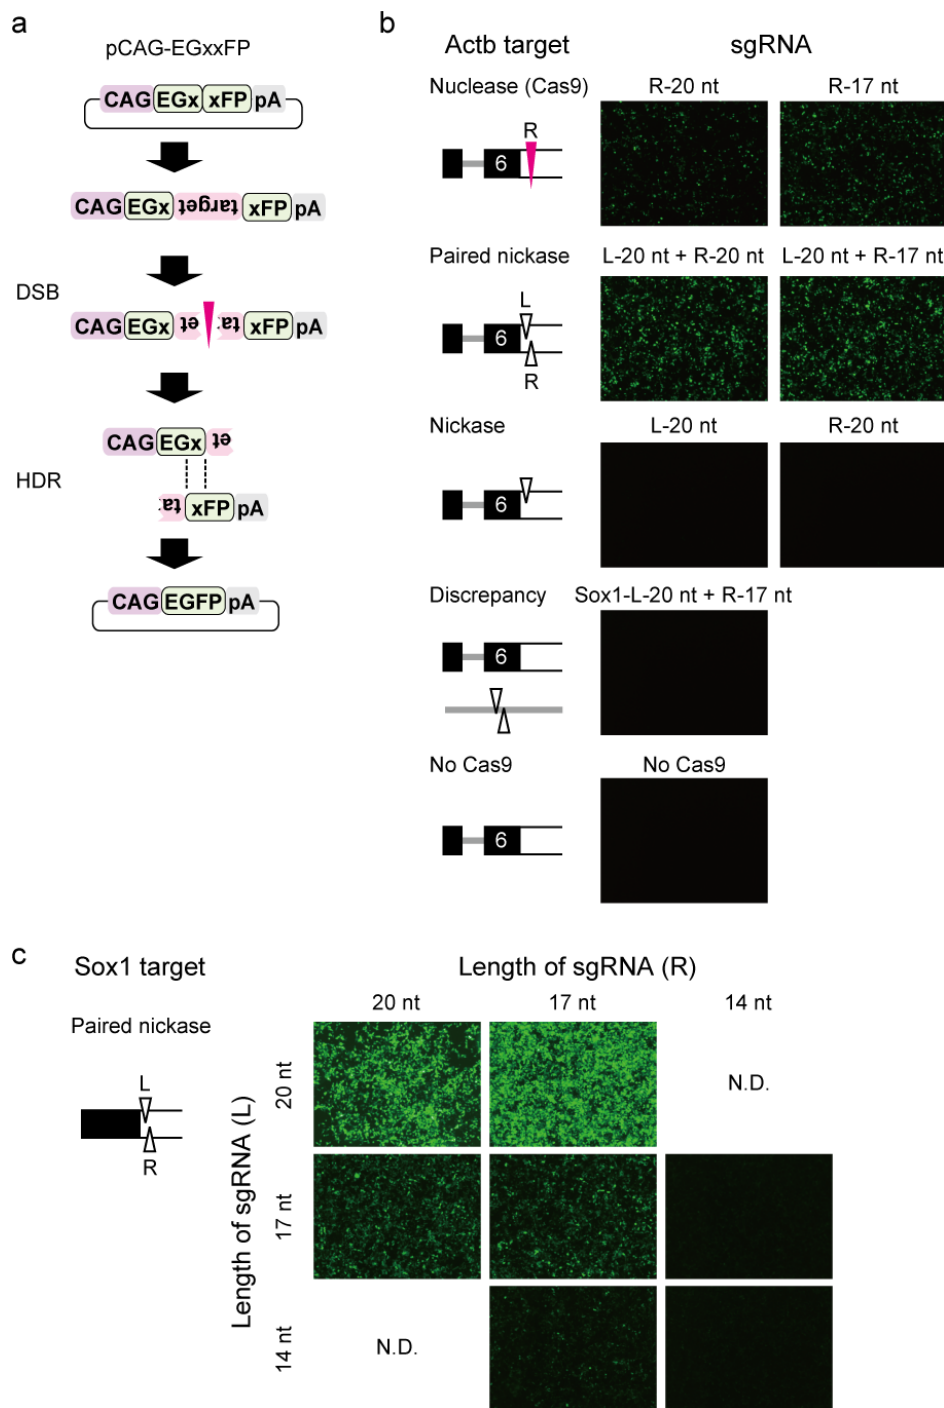 a
pCAG-EGxxFP
CAG EGx xFP pA
CAG EGx target xFP pA
DSB
CAG EGx et ta: xFP pA
CAG EGx et
HDR
ta: xFP pA
CAG EGFP pA
b
Actb target
sgRNA
Nuclease (Cas9)
R-20 nt
R-17 nt
R
6
Paired nickase
L-20 nt + R-20 nt
L-20 nt + R-17 nt
L
6
R
Nickase
L-20 nt
R-20 nt
6
Discrepancy
Sox1-L-20 nt + R-17 nt
6
No Cas9
No Cas9
6
c
Sox1 target
Length of sgRNA (R)
Paired nickase
20 nt
17 nt
14 nt
L
R
Length of sgRNA (L)
20 nt
N.D.
17 nt
14 nt
N.D.